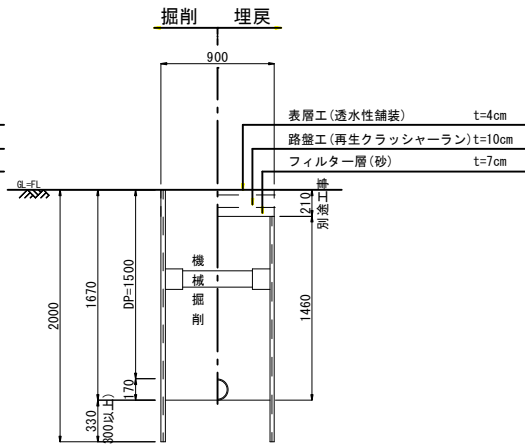 掘削 埋戻
900
表層工(透水性舗装) t=4cm
路盤工(再生クラッシャーラン)t=10cm
フィルター層(砂) t=7cm
GL=FL
210
別途工事
機械掘削
DP=1500
1670
2000
1460
170
330
300以上)